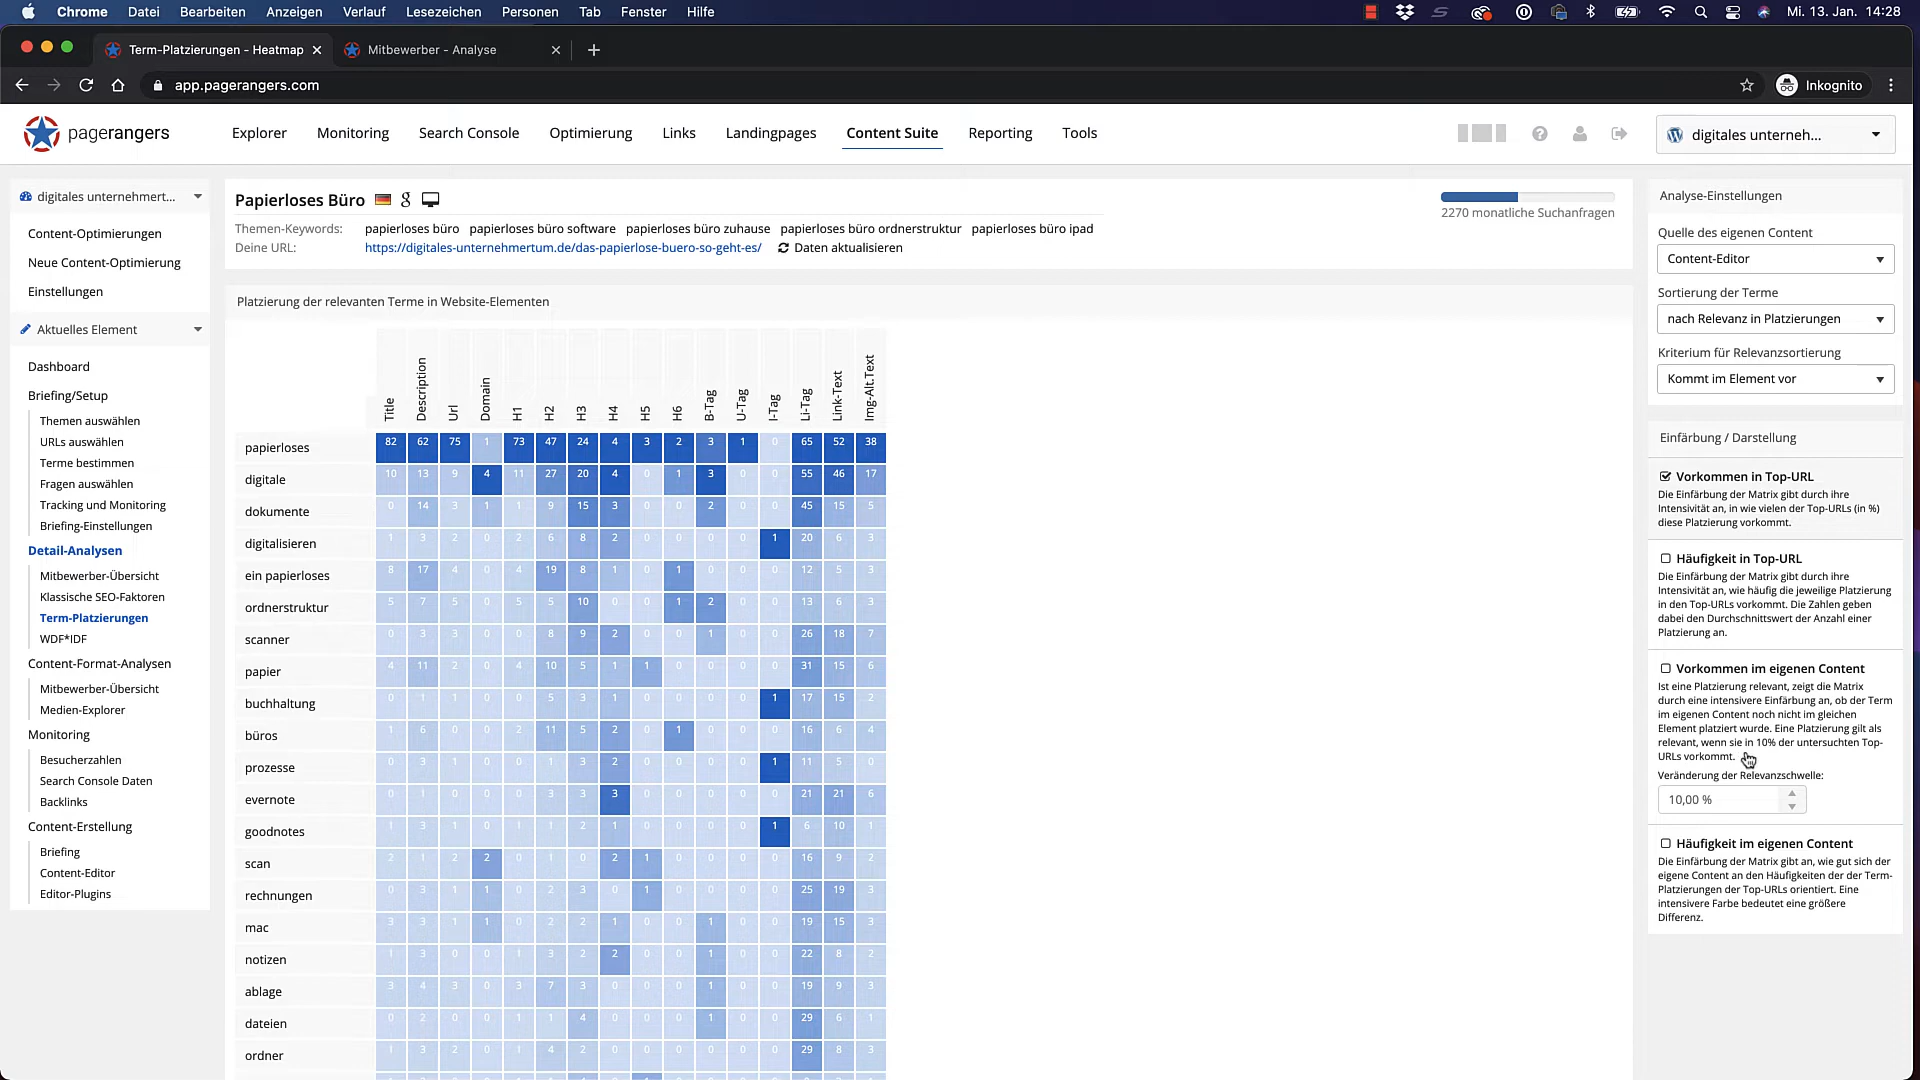 Chrome Datei Bearbeiten Anzeigen Verlauf Lesezeichen Personen Tab Fenster Hilfe Mi. 13. Jan. 14:28
Term-Platzierungen - Heatmap Mitbewerber - Analyse
app.pagerangers.com Inkognito
pagerangers Explorer Monitoring Search Console Optimierung Links Landingpages Content Suite Reporting Tools digitales unterneh...
digitales unternehmert...
Content-Optimierungen
Neue Content-Optimierung
Einstellungen
Aktuelles Element
Dashboard
Briefing/Setup
Themen auswählen
URLs auswählen
Terme bestimmen
Fragen auswählen
Tracking und Monitoring
Briefing-Einstellungen
Detail-Analysen
Mitbewerber-Übersicht
Klassische SEO-Faktoren
Term-Platzierungen
WDF*IDF
Content-Format-Analysen
Mitbewerber-Übersicht
Medien-Explorer
Monitoring
Besucherzahlen
Search Console Daten
Backlinks
Content-Erstellung
Briefing
Content-Editor
Editor-Plugins
Papierloses Büro
2270 monatliche Suchanfragen
Themen-Keywords: papierloses büro papierloses büro software papierloses büro zuhause papierloses büro ordnerstruktur papierloses büro ipad
Deine URL: https://digitales-unternehmertum.de/das-papierlose-buero-so-geht-es/ Daten aktualisieren
Platzierung der relevanten Terme in Website-Elementen
Title Description Url Domain H1 H2 H3 H4 H5 H6 B-Tag U-Tag I-Tag Li-Tag Link-Text Img-Alt.Text
papierloses 82 62 75 1 73 47 24 4 3 2 3 1 0 65 52 38
digitale 10 13 9 4 11 27 20 4 0 1 3 0 0 55 46 17
dokumente 0 14 3 1 1 9 15 3 0 0 2 0 0 45 15 5
digitalisieren 1 3 2 0 2 6 8 2 0 0 0 0 1 20 6 3
ein papierloses 8 17 4 0 4 19 8 1 0 1 0 0 0 12 5 3
ordnerstruktur 5 7 5 0 5 5 10 0 0 1 2 0 0 13 6 3
scanner 0 3 3 0 0 8 9 2 0 0 1 0 0 26 18 7
papier 4 11 2 0 4 10 5 1 1 0 0 0 0 31 15 6
buchhaltung 0 1 1 0 0 5 3 1 0 0 0 0 1 17 15 2
büros 1 6 0 0 2 11 5 2 0 1 0 0 0 16 6 4
prozesse 0 3 1 0 0 1 3 2 0 0 0 0 1 11 5 0
evernote 0 1 0 0 0 3 3 3 0 0 0 0 0 21 21 6
goodnotes 1 3 1 0 1 1 2 1 0 0 0 0 1 6 10 1
scan 2 1 2 2 0 1 0 2 1 0 0 0 0 16 9 2
rechnungen 0 3 1 1 0 2 3 0 1 0 0 0 0 25 19 3
mac 3 3 1 1 0 2 2 1 0 0 1 0 0 19 15 3
notizen 1 3 0 0 1 3 2 2 0 0 1 0 0 22 8 2
ablage 3 4 3 0 3 7 3 0 0 0 1 0 0 19 9 3
dateien 0 2 0 0 1 1 4 0 0 0 1 0 0 29 6 1
ordner 1 3 2 0 1 4 2 0 0 0 0 0 0 29 8 3
Analyse-Einstellungen
Quelle des eigenen Content
Content-Editor
Sortierung der Terme
nach Relevanz in Platzierungen
Kriterium für Relevanzsortierung
Kommt im Element vor
Einfärbung / Darstellung
Vorkommen in Top-URL
Die Einfärbung der Matrix gibt durch ihre
Intensivität an, in wie vielen der Top-URLs (in %)
diese Platzierung vorkommt.
Häufigkeit in Top-URL
Die Einfärbung der Matrix gibt durch ihre
Intensivität an, wie häufig die jeweilige Platzierung
in den Top-URLs vorkommt. Die Zahlen geben
dabei den Durchschnittswert der Anzahl einer
Platzierung an.
Vorkommen im eigenen Content
Ist eine Platzierung relevant, zeigt die Matrix
durch eine intensivere Einfärbung an, ob der Term
im eigenen Content noch nicht im gleichen
Element platziert wurde. Eine Platzierung gilt als
relevant, wenn sie in 10% der untersuchten Top-
URLs vorkommt.
Veränderung der Relevanzschwelle:
10,00 %
Häufigkeit im eigenen Content
Die Einfärbung der Matrix gibt an, wie gut sich der
eigene Content an den Häufigkeiten der der Term-
Platzierungen der Top-URLs orientiert. Eine
intensivere Farbe bedeutet eine größere
Differenz.